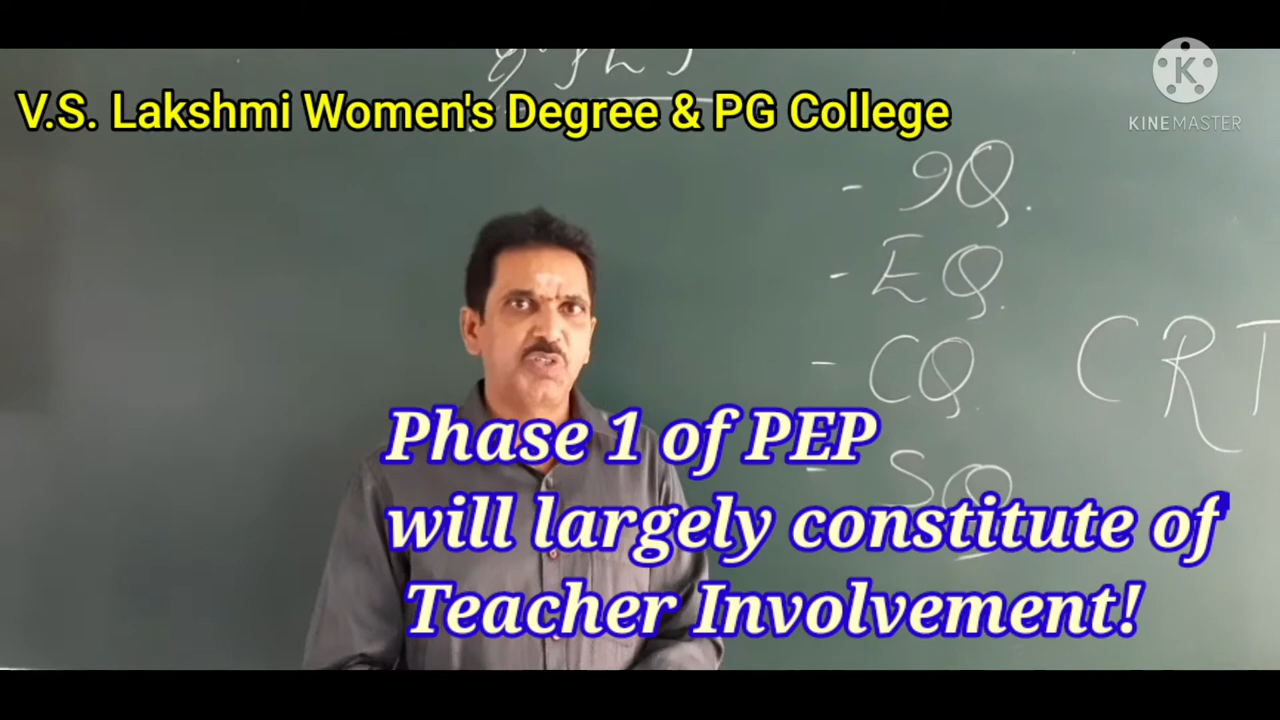 V.S. Lakshmi Women's Degree & PG College
K
KINEMASTER
- IQ.
- EQ.
- CQ.
CRT
- SQ
Phase 1 of PEP
will largely constitute of
Teacher Involvement!